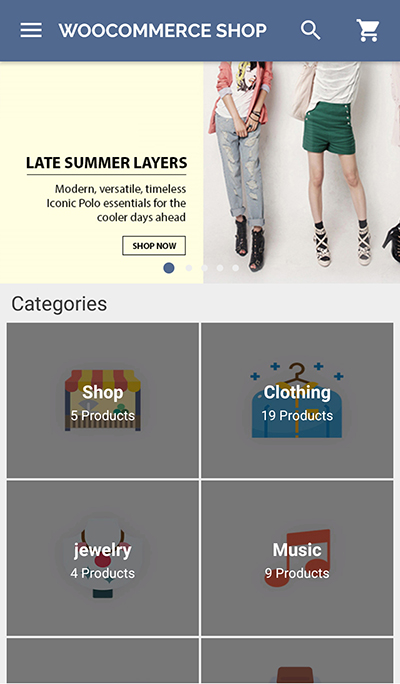 WOOCOMMERCE SHOP
LATE SUMMER LAYERS
Modern, versatile, timeless
Iconic Polo essentials for the
cooler days ahead
SHOP NOW
Categories
Shop
5 Products
Clothing
19 Products
jewelry
4 Products
Music
9 Products